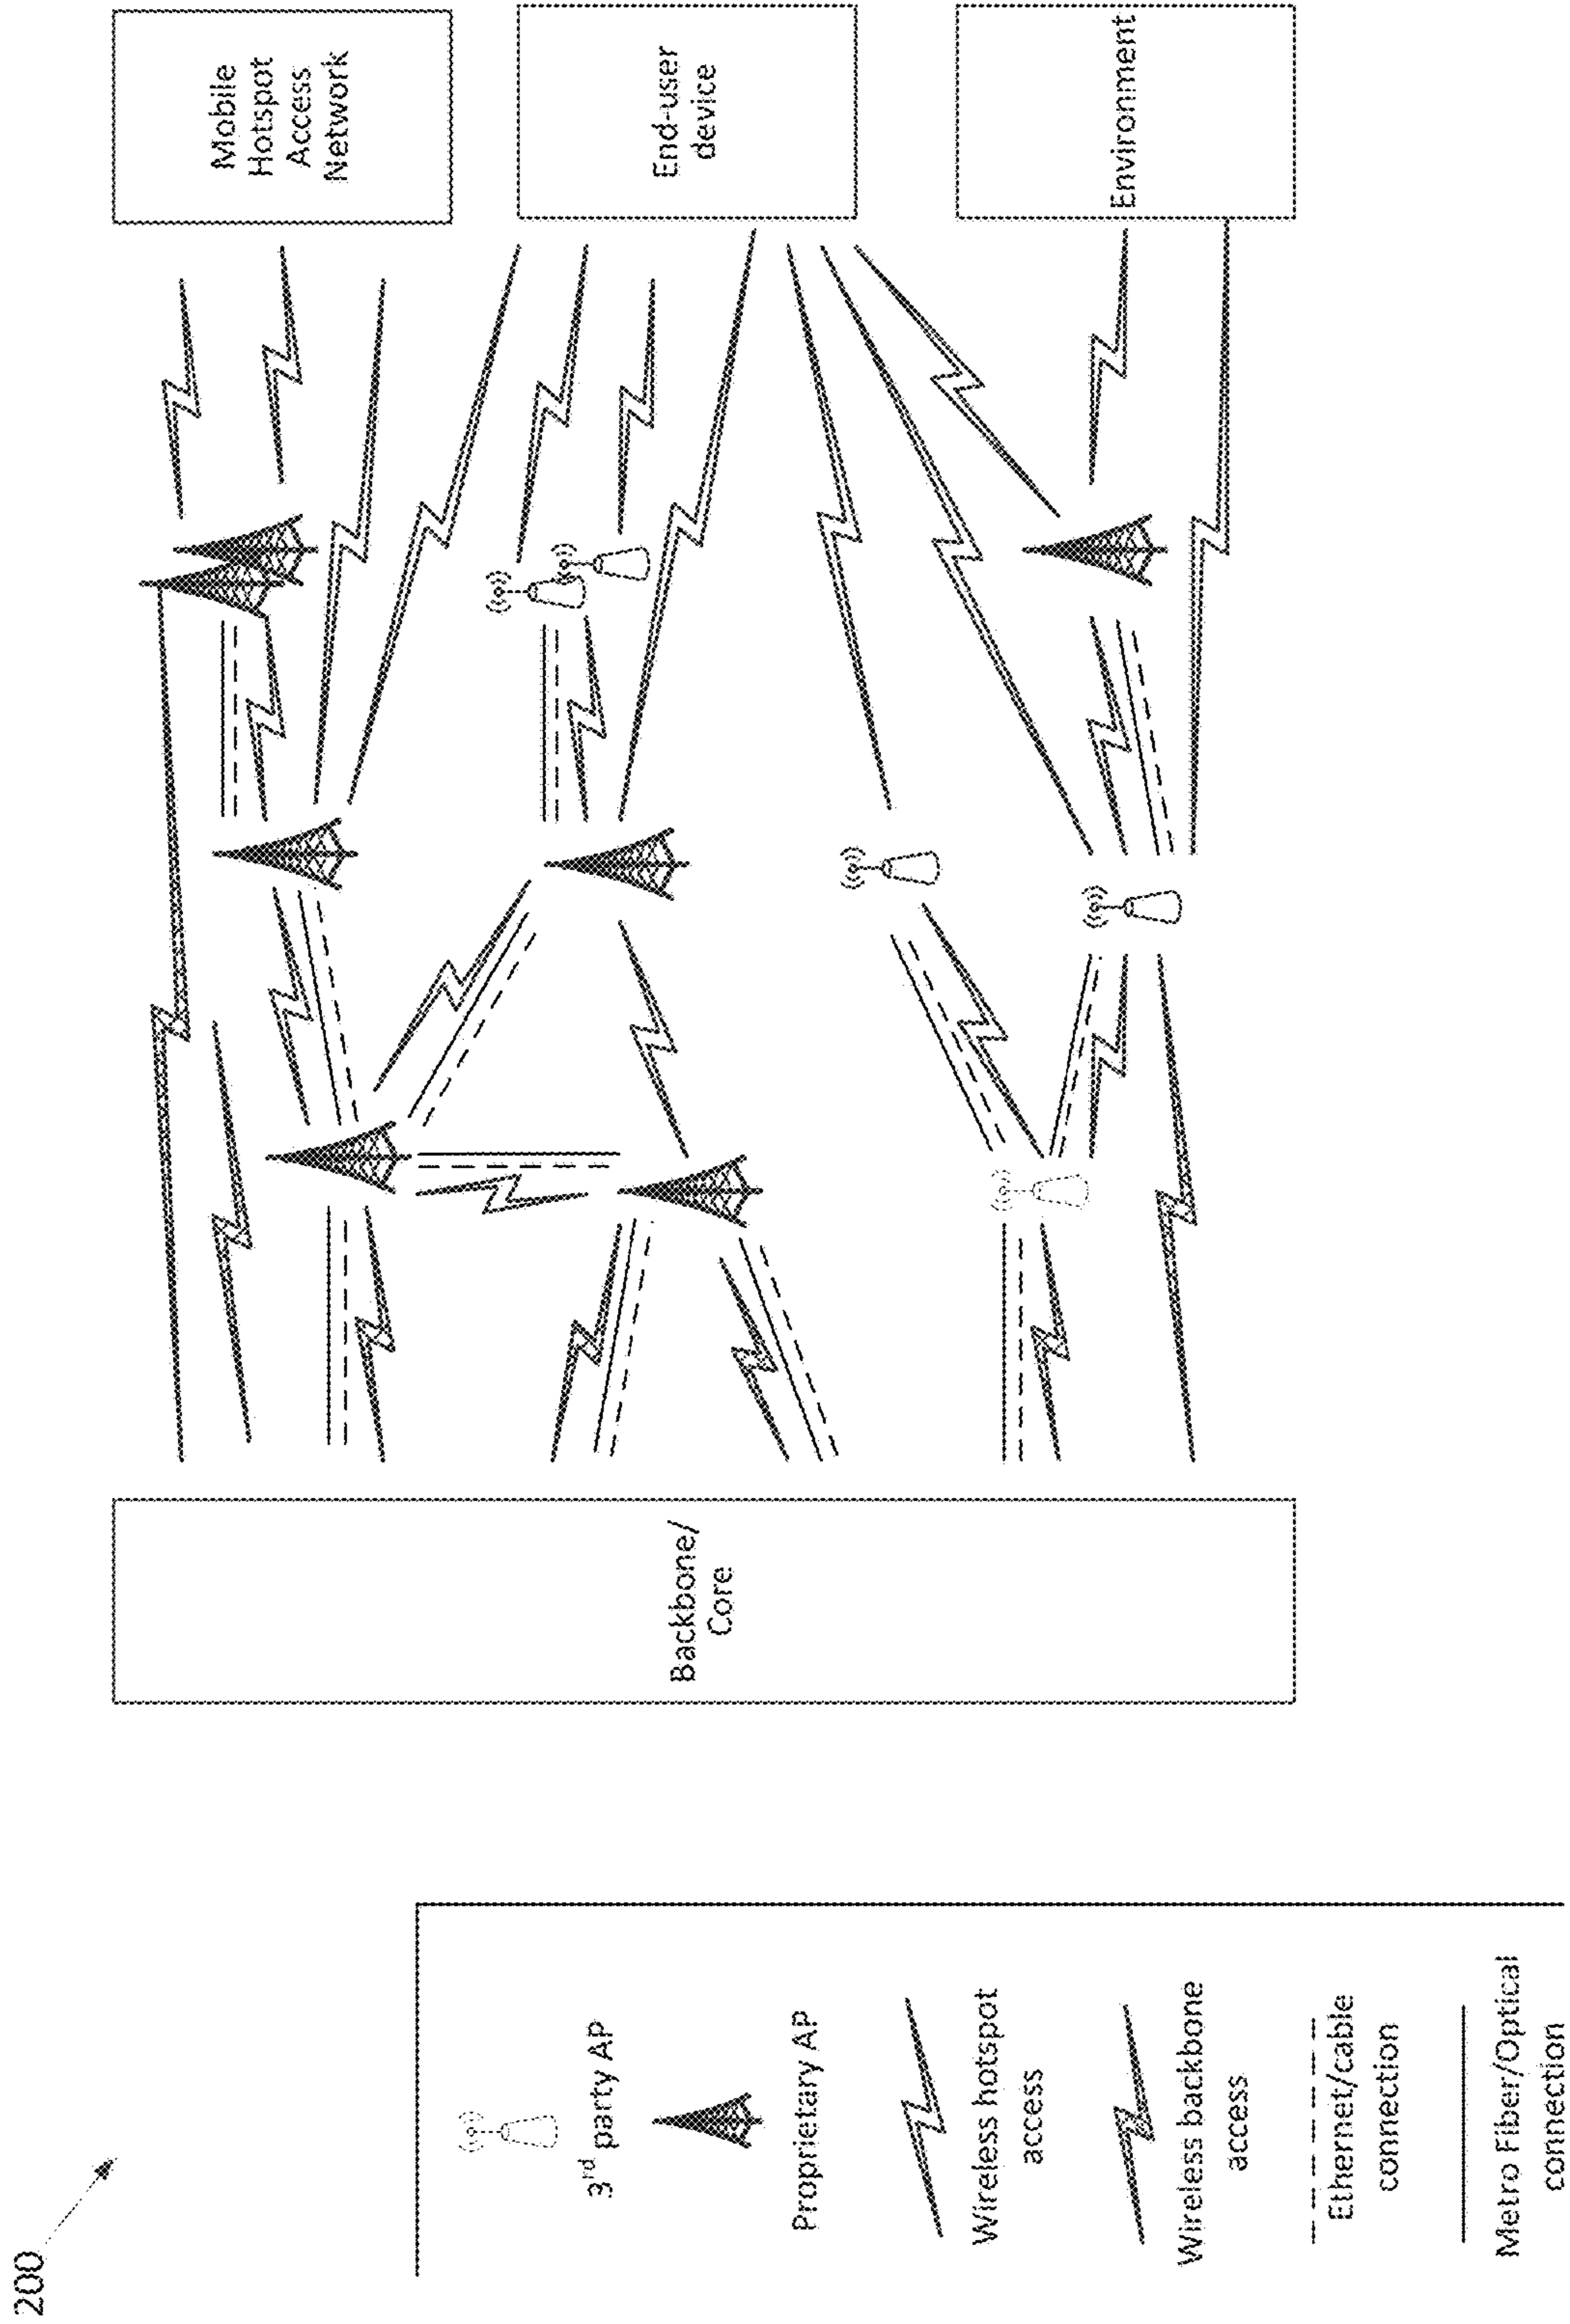 200
Mobile
Hotspot
Access
Network
End-user
device
Environment
Backbone/
Core
3rd party AP
Proprietary AP
Wireless hotspot
access
Wireless backbone
access
Ethernet/cable
connection
Metro Fiber/Optical
connection